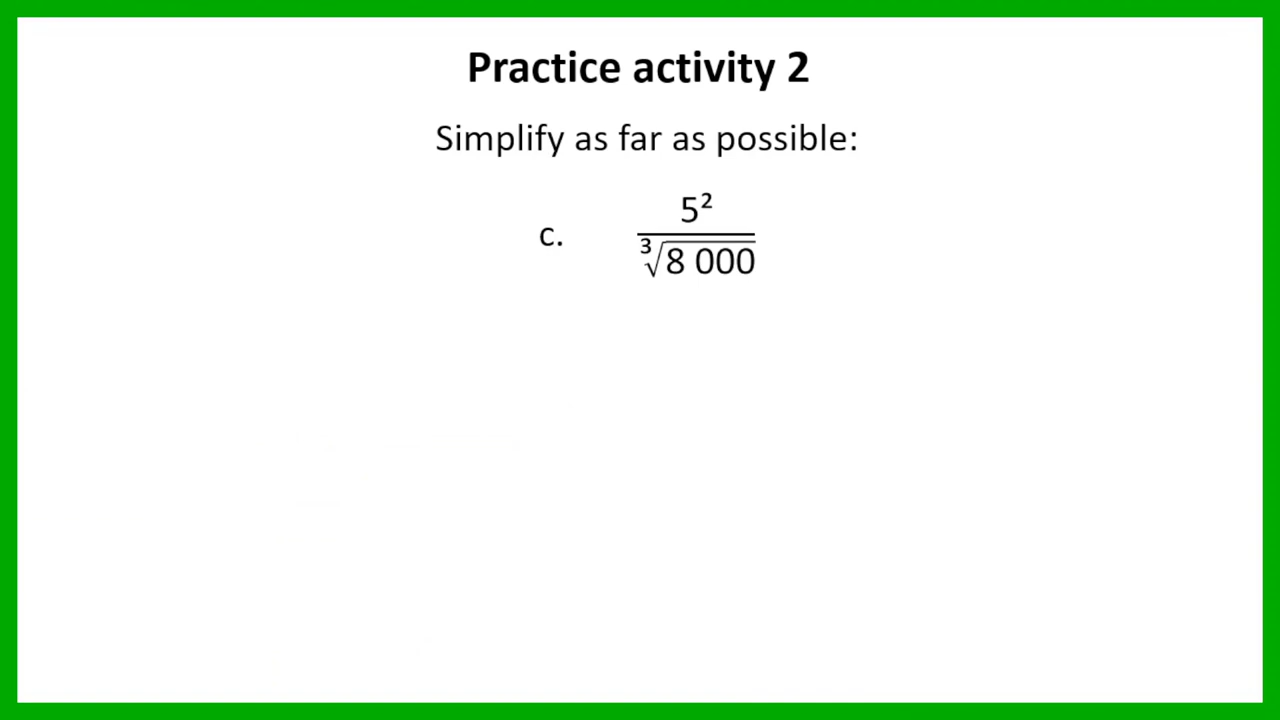 Practice activity 2
Simplify as far as possible:
c. 5²
∛8 000